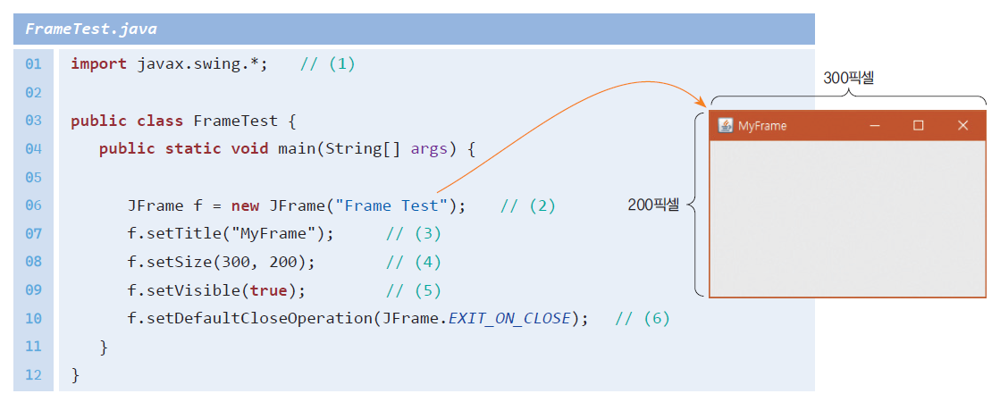 FrameTest.java
01 import javax.swing.*; // (1)
02
03 public class FrameTest {
04 public static void main(String[] args) {
05
06 JFrame f = new JFrame("Frame Test"); // (2)
07 f.setTitle("MyFrame"); // (3)
08 f.setSize(300, 200); // (4)
09 f.setVisible(true); // (5)
10 f.setDefaultCloseOperation(JFrame.EXIT_ON_CLOSE); // (6)
11 }
12 }
300픽셀
MyFrame
200픽셀